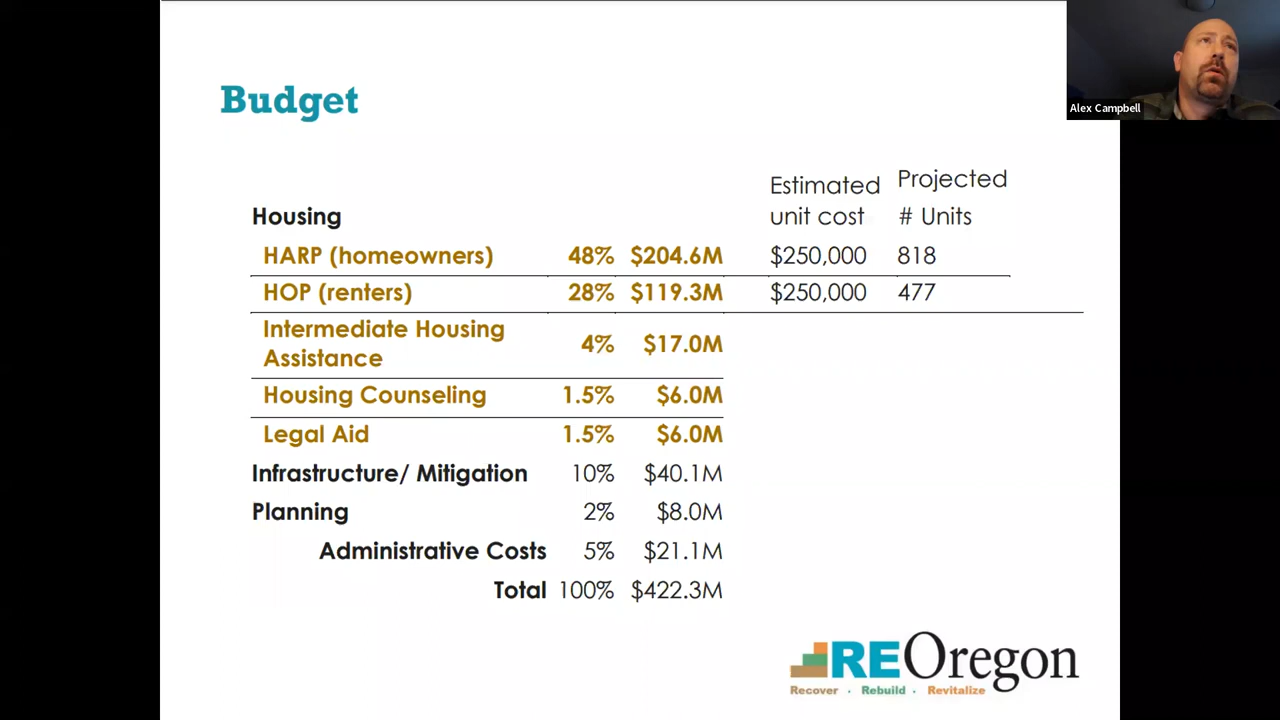 Alex Campbell
Budget
Estimated Projected
Housing unit cost # Units
HARP (homeowners) 48% $204.6M $250,000 818
HOP (renters) 28% $119.3M $250,000 477
Intermediate Housing
Assistance 4% $17.0M
Housing Counseling 1.5% $6.0M
Legal Aid 1.5% $6.0M
Infrastructure/ Mitigation 10% $40.1M
Planning 2% $8.0M
Administrative Costs 5% $21.1M
Total 100% $422.3M
REOregon
Recover · Rebuild · Revitalize